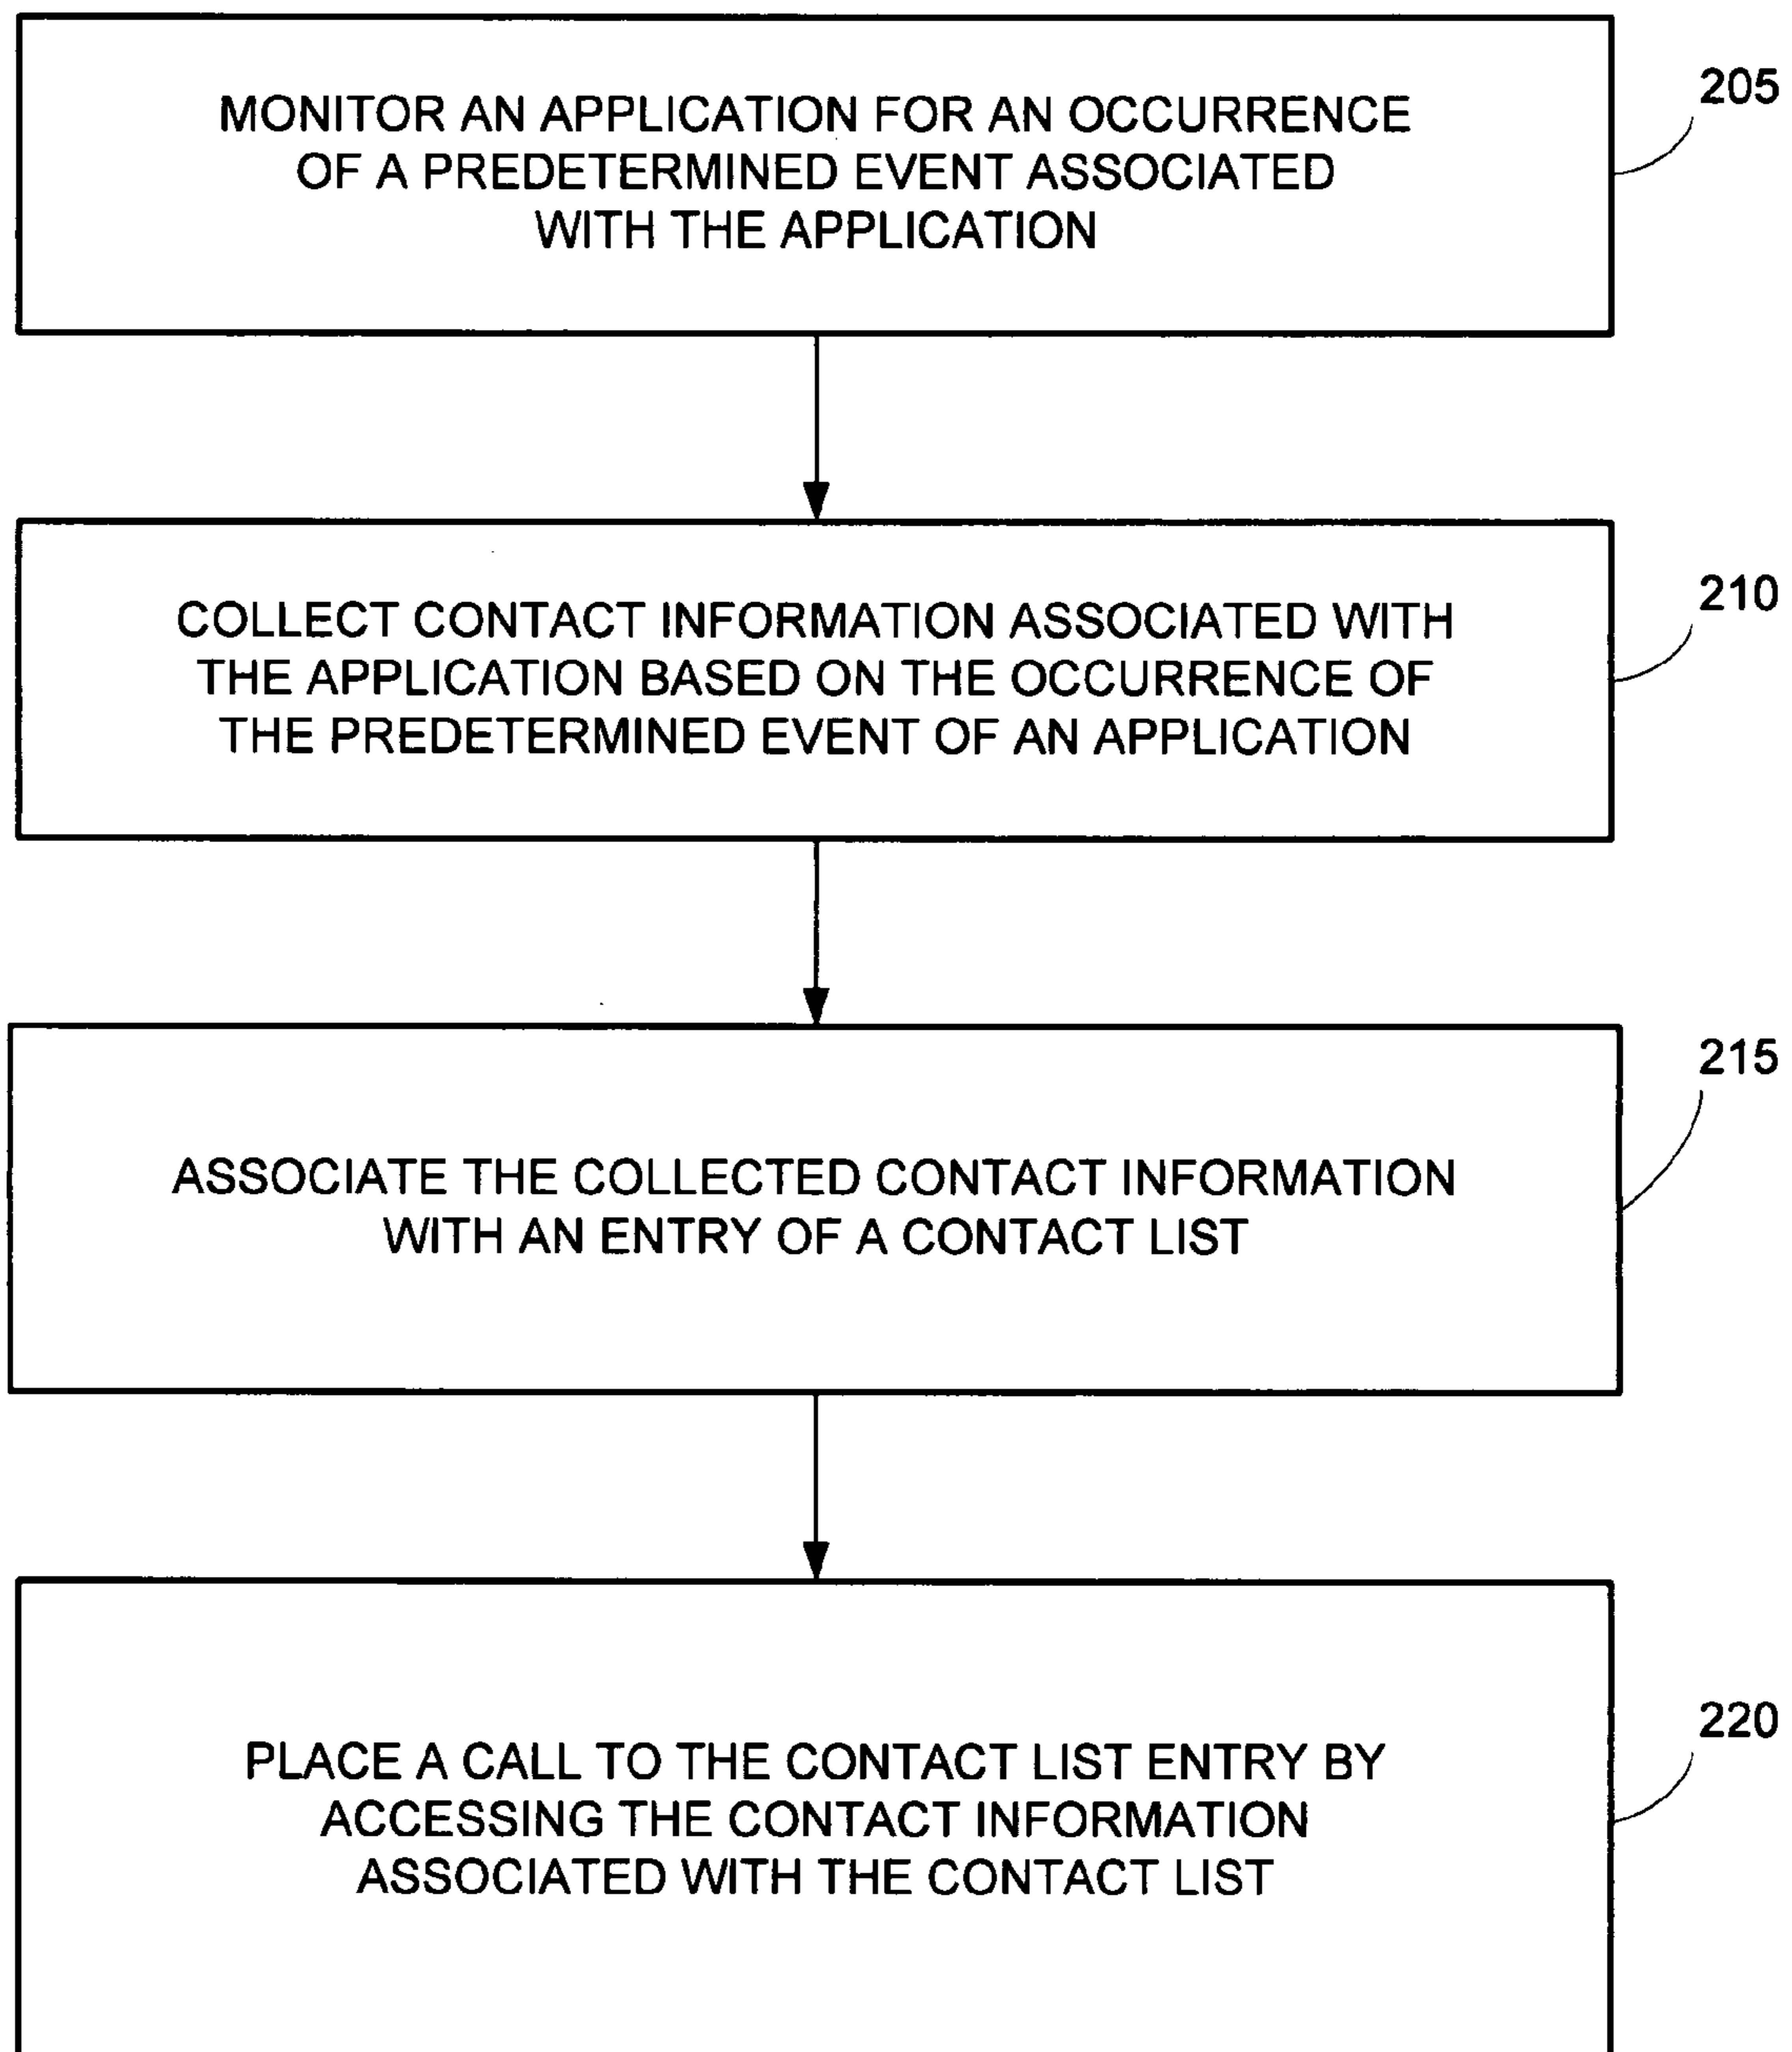 MONITOR AN APPLICATION FOR AN OCCURRENCE
OF A PREDETERMINED EVENT ASSOCIATED
WITH THE APPLICATION
205
COLLECT CONTACT INFORMATION ASSOCIATED WITH
THE APPLICATION BASED ON THE OCCURRENCE OF
THE PREDETERMINED EVENT OF AN APPLICATION
210
ASSOCIATE THE COLLECTED CONTACT INFORMATION
WITH AN ENTRY OF A CONTACT LIST
215
PLACE A CALL TO THE CONTACT LIST ENTRY BY
ACCESSING THE CONTACT INFORMATION
ASSOCIATED WITH THE CONTACT LIST
220